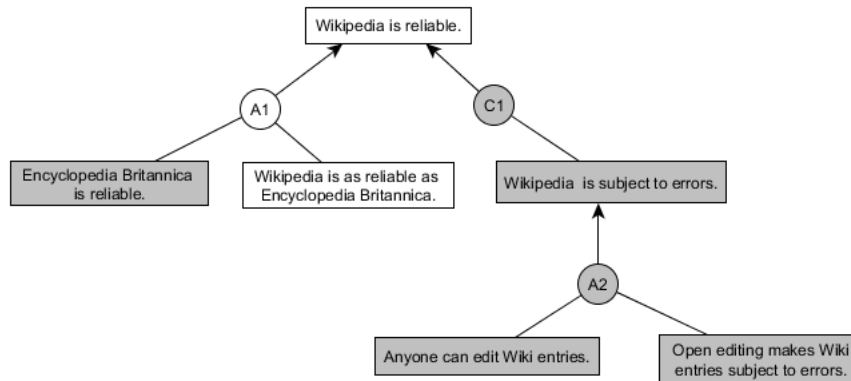 Wikipedia is reliable.
A1
C1
Encyclopedia Britannica
is reliable.
Wikipedia is as reliable as
Encyclopedia Britannica.
Wikipedia is subject to errors.
A2
Anyone can edit Wiki entries.
Open editing makes Wiki
entries subject to errors.